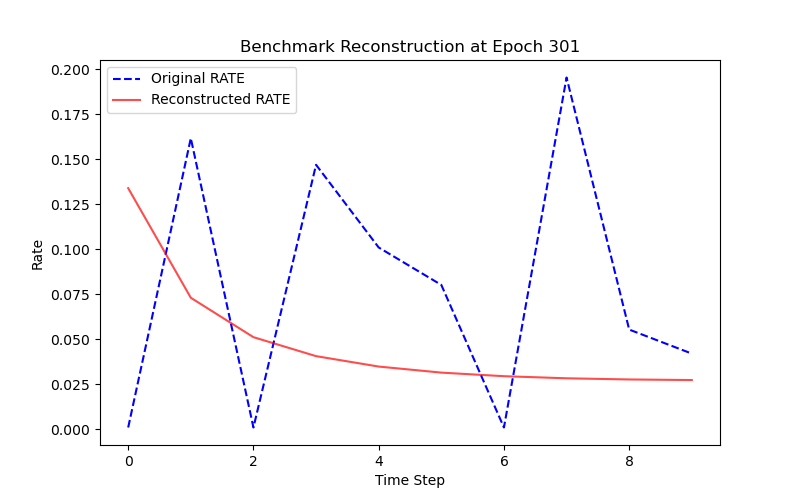 Benchmark Reconstruction at Epoch 301
Original RATE
Reconstructed RATE
0.200
0.175
0.150
0.125
0.100
0.075
0.050
0.025
0.000
Rate
0 2 4 6 8
Time Step